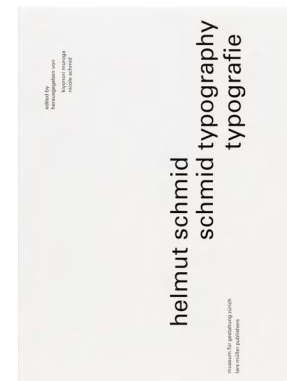 edited by
herausgegeben von
kiyonori muroga
nicole schmid
helmut schmid
schmid typography
typografie
museum für gestaltung zürich
lars müller publishers